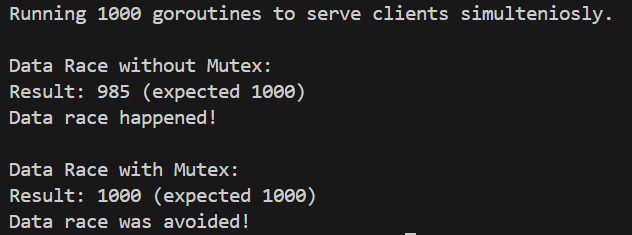 Running 1000 goroutines to serve clients simulteniosly.
Data Race without Mutex:
Result: 985 (expected 1000)
Data race happened!
Data Race with Mutex:
Result: 1000 (expected 1000)
Data race was avoided!